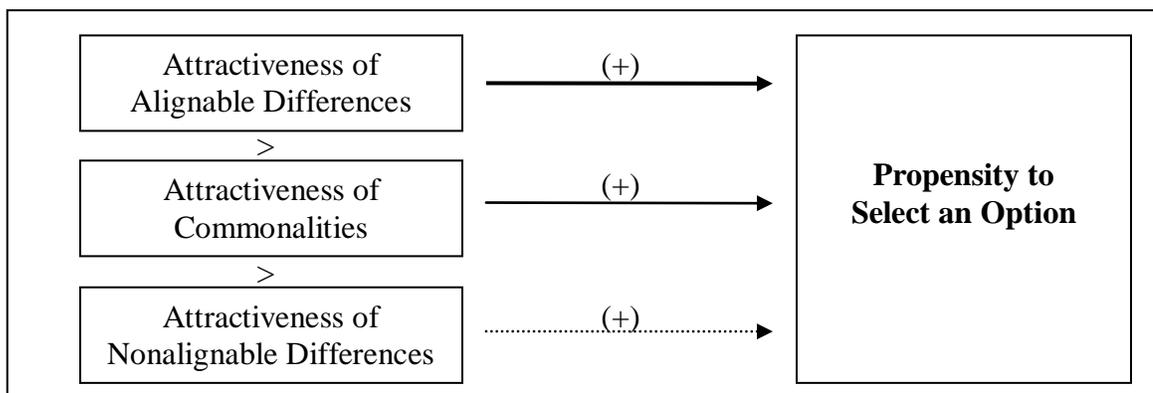 Attractiveness of
Alignable Differences
(+)
>
Attractiveness of
Commonalities
(+)
>
Attractiveness of
Nonalignable Differences
(+)
Propensity to
Select an Option